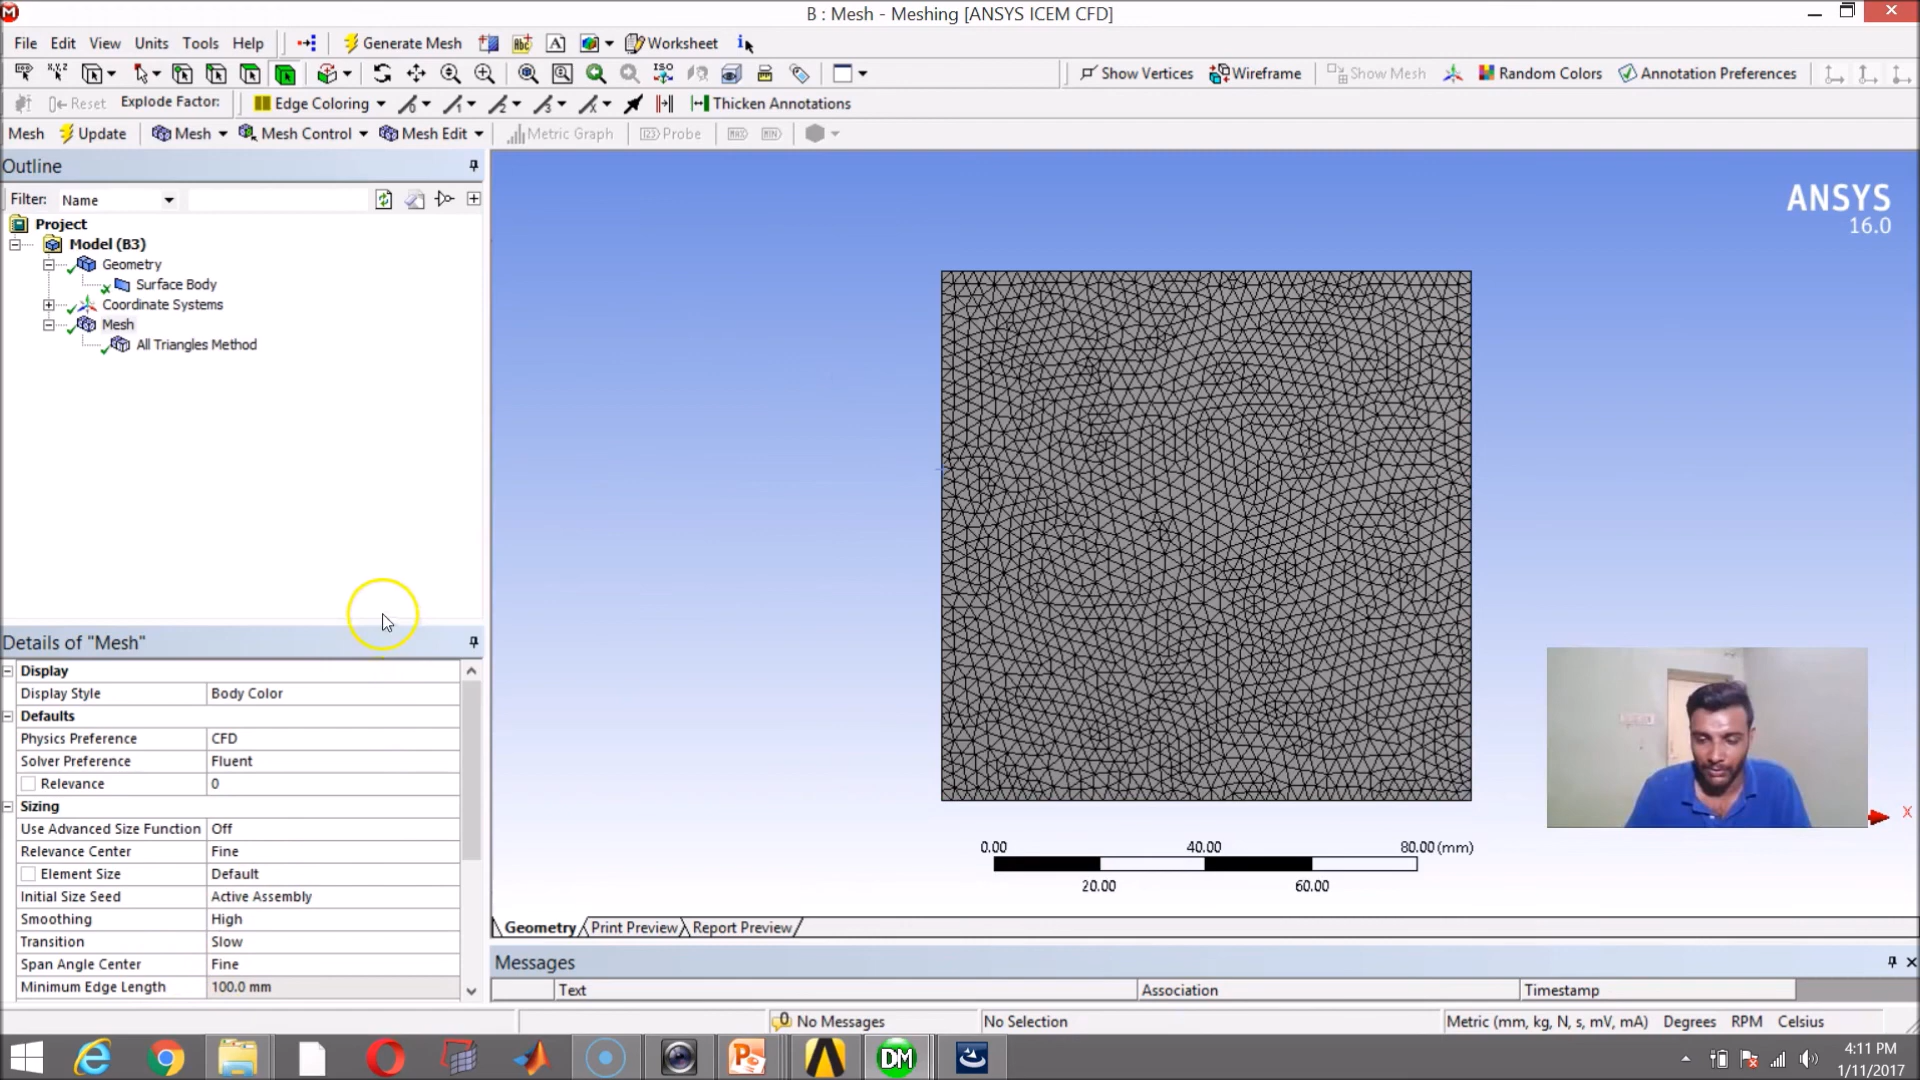 B : Mesh - Meshing [ANSYS ICEM CFD]
File Edit View Units Tools Help Generate Mesh Worksheet
Show Vertices Wireframe Show Mesh Random Colors Annotation Preferences
Reset Explode Factor: Edge Coloring Thicken Annotations
Mesh Update Mesh Mesh Control Mesh Edit Metric Graph Probe MAX MIN
Outline
Filter: Name
Project
Model (B3)
Geometry
Surface Body
Coordinate Systems
Mesh
All Triangles Method
ANSYS
16.0
Details of "Mesh"
Display
Display Style Body Color
Defaults
Physics Preference CFD
Solver Preference Fluent
Relevance 0
Sizing
Use Advanced Size Function Off
Relevance Center Fine
Element Size Default
Initial Size Seed Active Assembly
Smoothing High
Transition Slow
Span Angle Center Fine
Minimum Edge Length 100.0 mm
X
0.00 40.00 80.00 (mm)
20.00 60.00
Geometry Print Preview Report Preview
Messages
Text Association Timestamp
0 No Messages No Selection Metric (mm, kg, N, s, mV, mA) Degrees RPM Celsius
DM
4:11 PM
1/11/2017